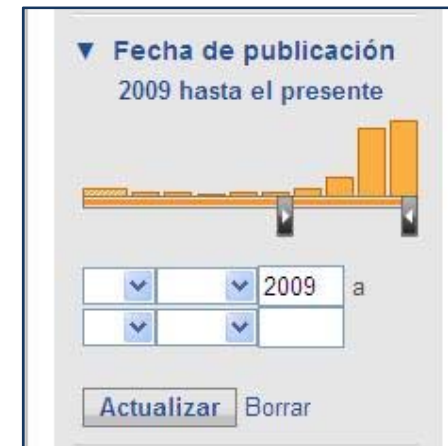 ▼ Fecha de publicación
2009 hasta el presente
2009 a
Actualizar Borrar